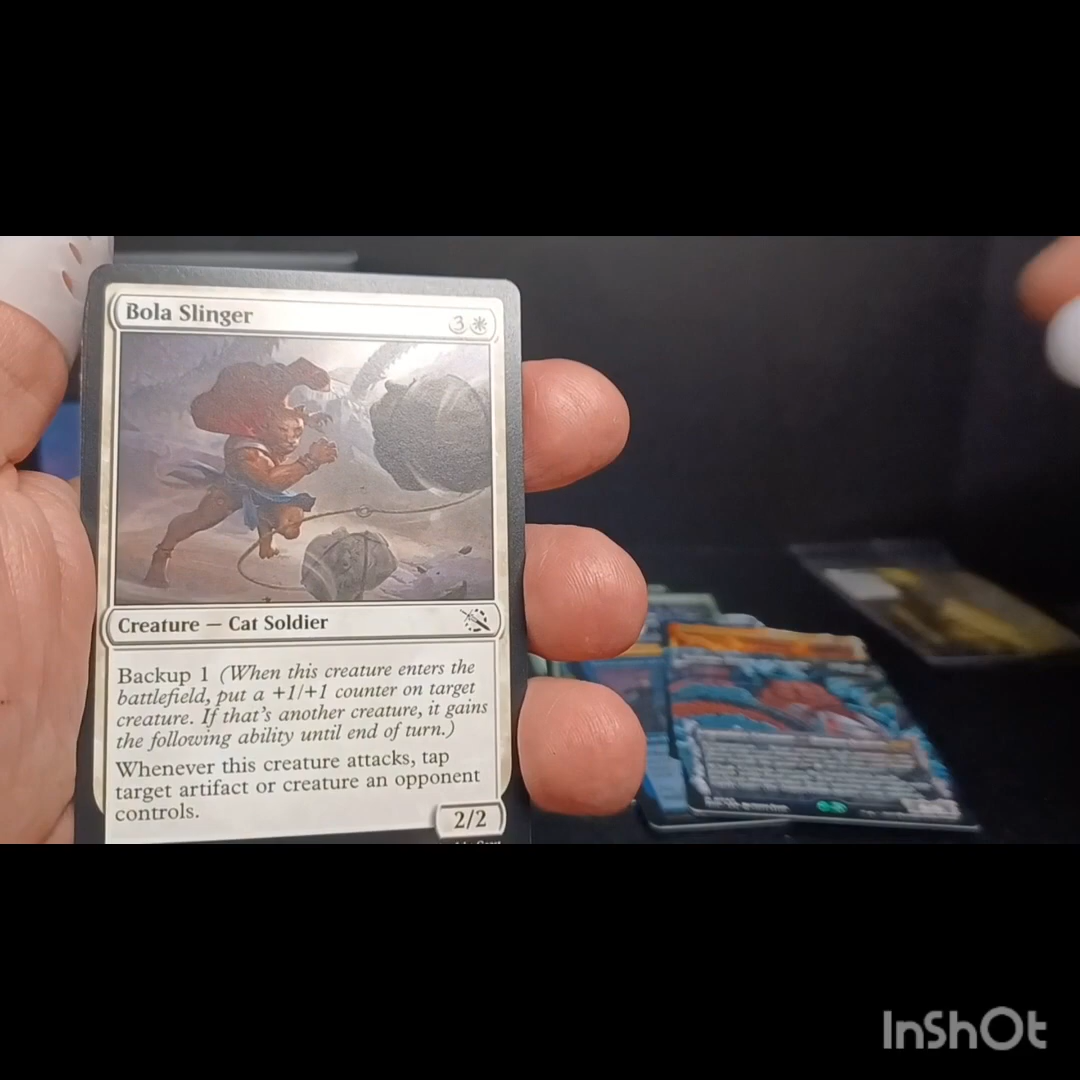 Bola Slinger
3
Creature — Cat Soldier
Backup 1 (When this creature enters the
battlefield, put a +1/+1 counter on target
creature. If that's another creature, it gains
the following ability until end of turn.)
Whenever this creature attacks, tap
target artifact or creature an opponent
controls.
2/2
InShOt